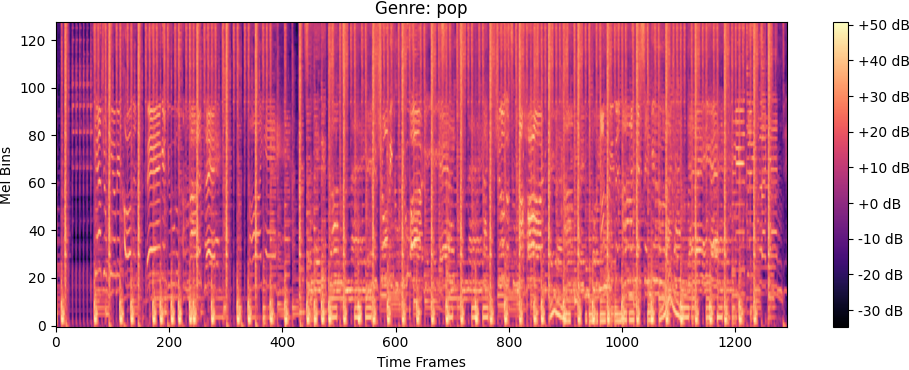 Genre: pop
Mel Bins
120
100
80
60
40
20
0
0 200 400 600 800 1000 1200
Time Frames
+50 dB
+40 dB
+30 dB
+20 dB
+10 dB
+0 dB
-10 dB
-20 dB
-30 dB